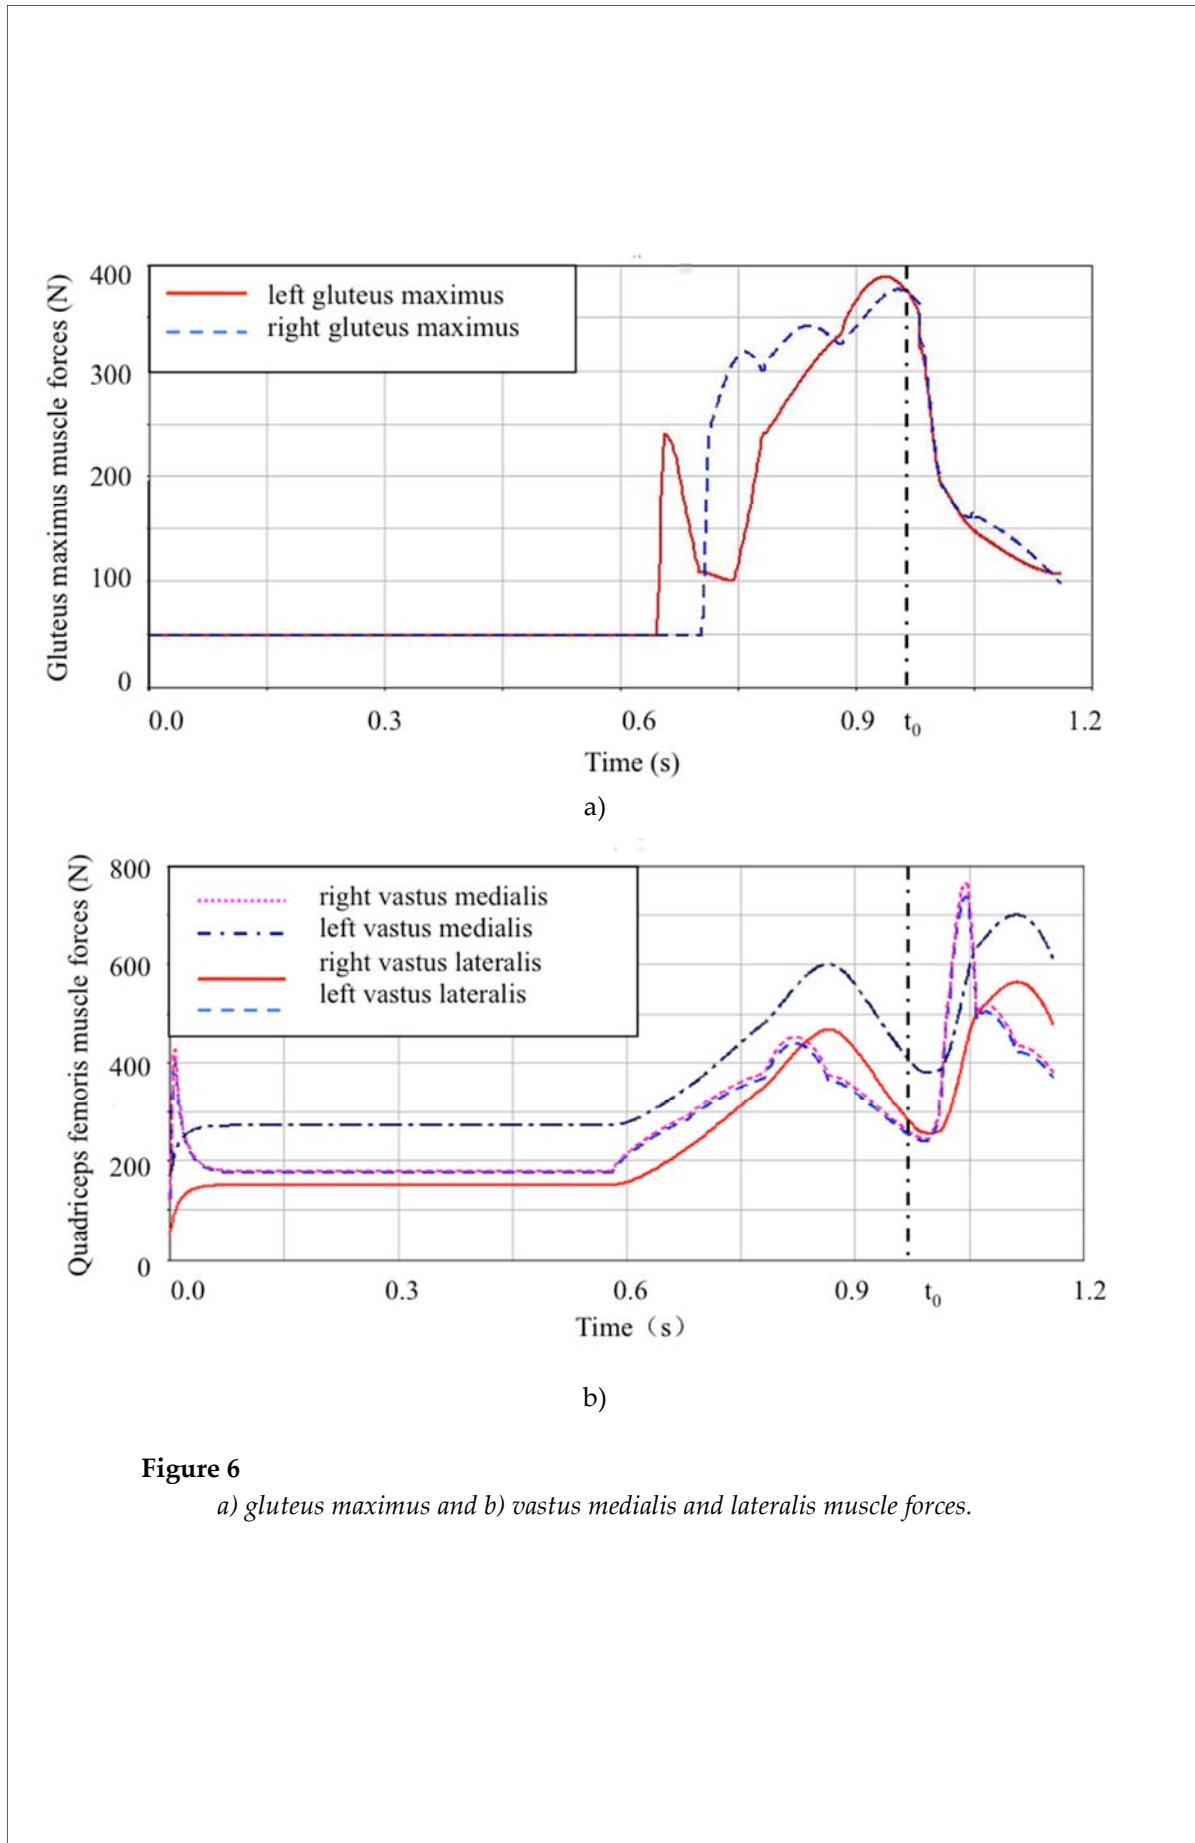 Gluteus maximus muscle forces (N)
400
300
200
100
0
left gluteus maximus
right gluteus maximus
0.0 0.3 0.6 0.9 t0 1.2
Time (s)
a)
Quadriceps femoris muscle forces (N)
800
600
400
200
0
right vastus medialis
left vastus medialis
right vastus lateralis
left vastus lateralis
0.0 0.3 0.6 0.9 t0 1.2
Time（s）
b)
Figure 6
a) gluteus maximus and b) vastus medialis and lateralis muscle forces.